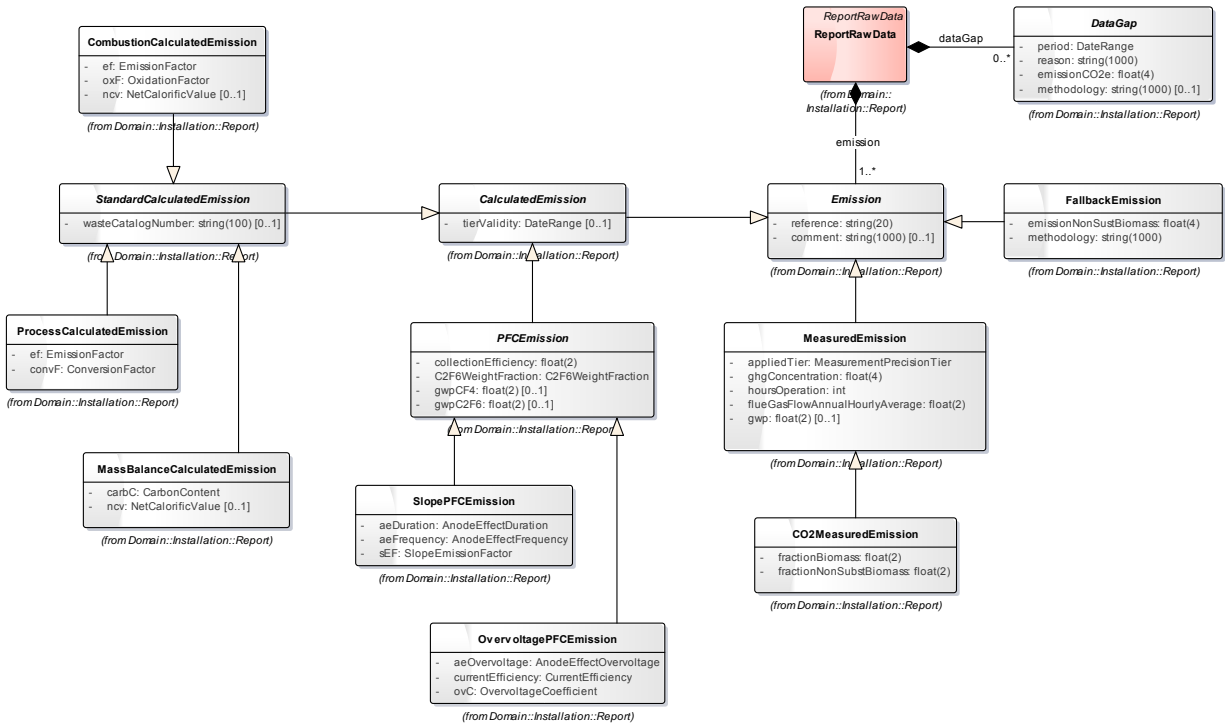 CombustionCalculatedEmission
- ef: EmissionFactor
- oxF: OxidationFactor
- ncv: NetCalorificValue [0..1]
(from Domain::Installation::Report)
ReportRawData
ReportRawData
(from Domain::
Installation::Report)
dataGap
0..*
DataGap
- period: DateRange
- reason: string(1000)
- emissionCO2e: float(4)
- methodology: string(1000) [0..1]
(from Domain::Installation::Report)
emission
1..*
StandardCalculatedEmission
- wasteCatalogNumber: string(100) [0..1]
(from Domain::Installation::Report)
CalculatedEmission
- tierValidity: DateRange [0..1]
(from Domain::Installation::Report)
Emission
- reference: string(20)
- comment: string(1000) [0..1]
(from Domain::Installation::Report)
FallbackEmission
- emissionNonSustBiomass: float(4)
- methodology: string(1000)
(from Domain::Installation::Report)
ProcessCalculatedEmission
- ef: EmissionFactor
- convF: ConversionFactor
(from Domain::Installation::Report)
PFCEmission
- collectionEfficiency: float(2)
- C2F6WeightFraction: C2F6WeightFraction
- gwpCF4: float(2) [0..1]
- gwpC2F6: float(2) [0..1]
(from Domain::Installation::Report)
MeasuredEmission
- appliedTier: MeasurementPrecisionTier
- ghgConcentration: float(4)
- hoursOperation: int
- flueGasFlowAnnualHourlyAverage: float(2)
- gwp: float(2) [0..1]
(from Domain::Installation::Report)
MassBalanceCalculatedEmission
- carbC: CarbonContent
- ncv: NetCalorificValue [0..1]
(from Domain::Installation::Report)
SlopePFCEmission
- aeDuration: AnodeEffectDuration
- aeFrequency: AnodeEffectFrequency
- sEF: SlopeEmissionFactor
(from Domain::Installation::Report)
CO2MeasuredEmission
- fractionBiomass: float(2)
- fractionNonSubstBiomass: float(2)
(from Domain::Installation::Report)
OvervoltagePFCEmission
- aeOvervoltage: AnodeEffectOvervoltage
- currentEfficiency: CurrentEfficiency
- ovC: OvervoltageCoefficient
(from Domain::Installation::Report)